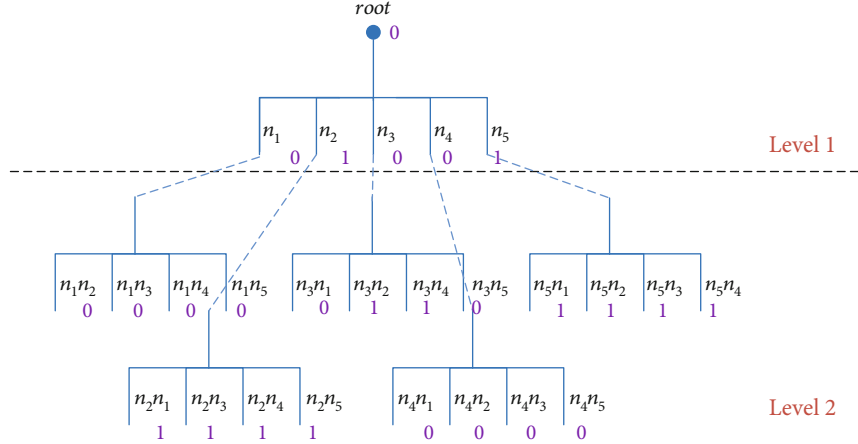 root
0
n₁ n₂ n₃ n₄ n₅
0 1 0 0 1
Level 1
n₁n₂ n₁n₃ n₁n₄ n₁n₅ n₃n₁ n₃n₂ n₃n₄ n₃n₅ n₅n₁ n₅n₂ n₅n₃ n₅n₄
0 0 0 0 0 1 1 0 1 1 1 1
n₂n₁ n₂n₃ n₂n₄ n₂n₅ n₄n₁ n₄n₂ n₄n₃ n₄n₅
Level 2
1 1 1 1 0 0 0 0